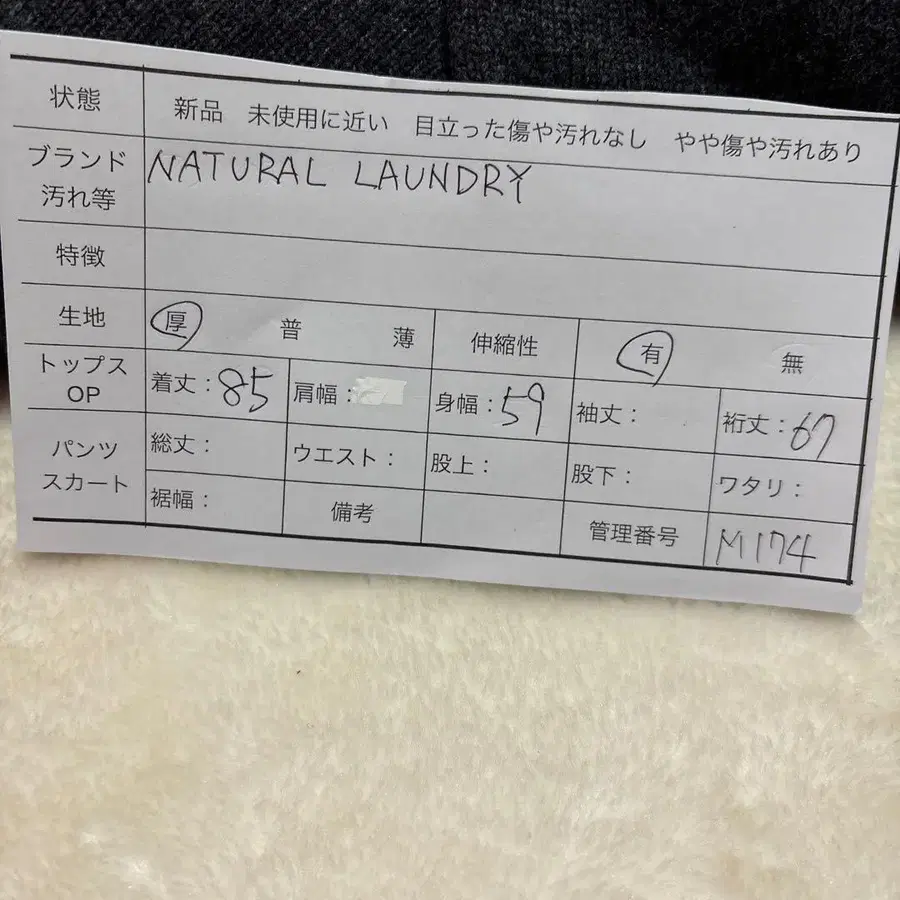 状態 新品 未使用に近い 目立った傷や汚れなし やや傷や汚れあり
ブランド 汚れ等 NATURAL LAUNDRY
特徴
生地 厚 普 薄 伸縮性 有 無
トップス OP 着丈：85 肩幅： 身幅：59 袖丈： 裄丈：67
パンツ スカート 総丈： ウエスト： 股上： 股下： ワタリ：
裾幅： 備考 管理番号 M174